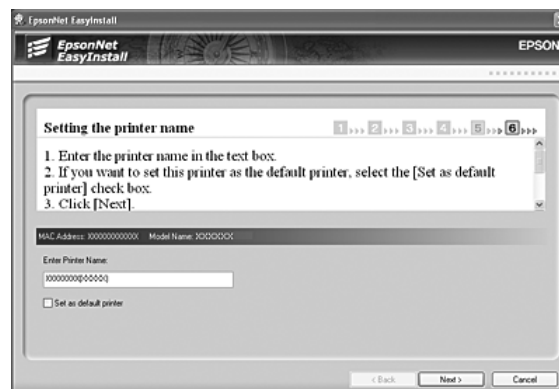 EpsonNet EasyInstall
EpsonNet
EasyInstall
EPSON
Setting the printer name
1 >>> 2 >>> 3 >>> 4 >>> 5 >>> 6 >>>
1. Enter the printer name in the text box.
2. If you want to set this printer as the default printer, select the [Set as default
printer] check box.
3. Click [Next].
MAC Address: XXXXXXXXXXXX Model Name: XXXXXXX
Enter Printer Name:
Set as default printer
< Back Next > Cancel